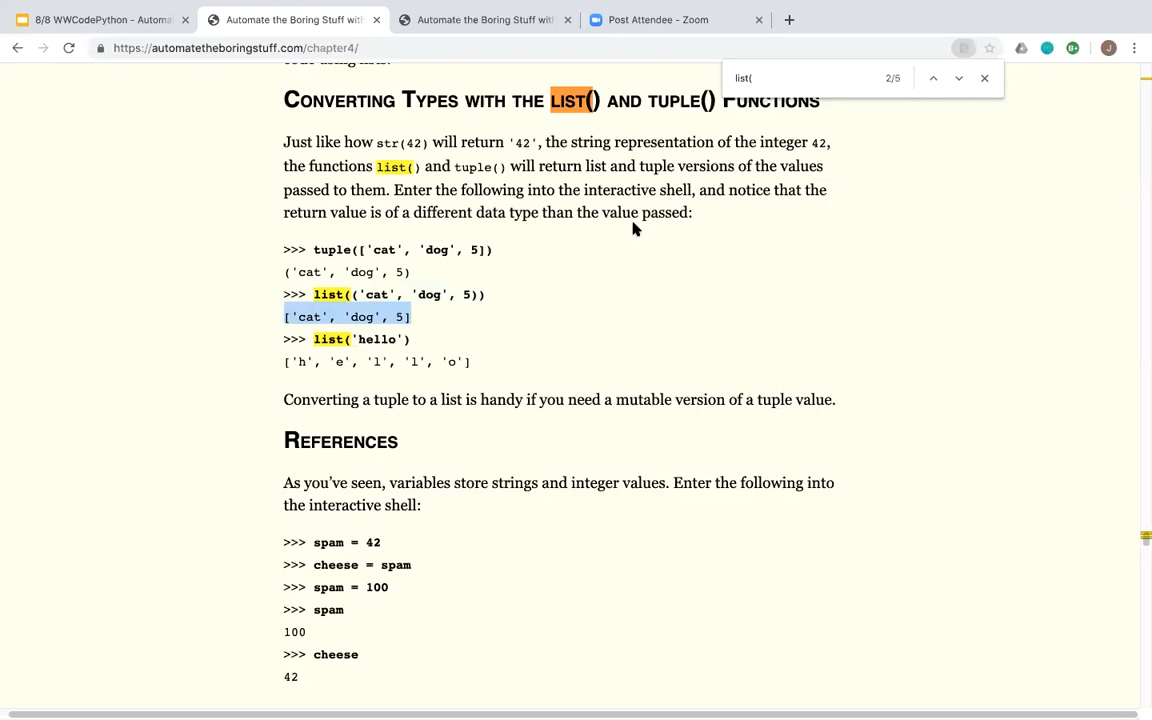 8/8 WWCodePython - Automa
Automate the Boring Stuff wit
Automate the Boring Stuff wit
Post Attendee - Zoom
https://automatetheboringstuff.com/chapter4/
J
list(
2/5
CONVERTING TYPES WITH THE LIST() AND TUPLE() FUNCTIONS
Just like how str(42) will return '42', the string representation of the integer 42,
the functions list() and tuple() will return list and tuple versions of the values
passed to them. Enter the following into the interactive shell, and notice that the
return value is of a different data type than the value passed:
>>> tuple(['cat', 'dog', 5])
('cat', 'dog', 5)
>>> list(('cat', 'dog', 5))
['cat', 'dog', 5]
>>> list('hello')
['h', 'e', 'l', 'l', 'o']
Converting a tuple to a list is handy if you need a mutable version of a tuple value.
REFERENCES
As you’ve seen, variables store strings and integer values. Enter the following into
the interactive shell:
>>> spam = 42
>>> cheese = spam
>>> spam = 100
>>> spam
100
>>> cheese
42